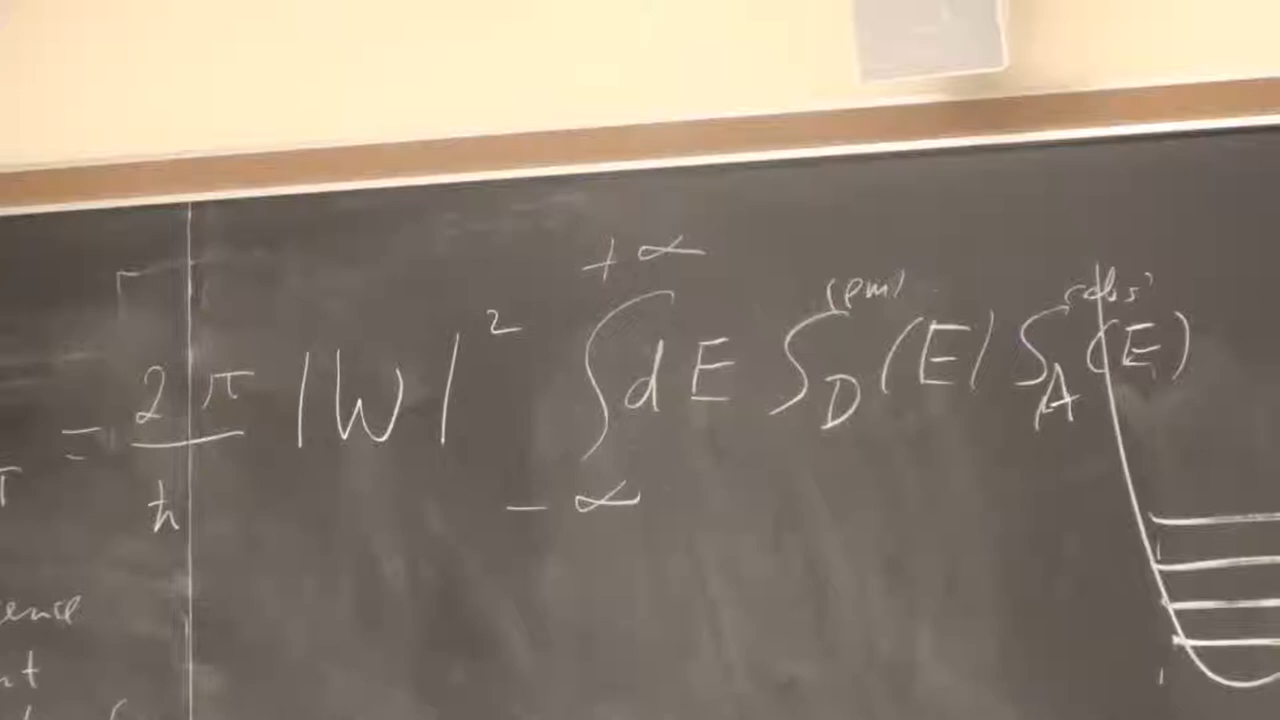 = 2π/ħ |W|² ∫_{-∞}^{+∞} dE S_D^{(em)}(E) S_A^{(abs)}(E)